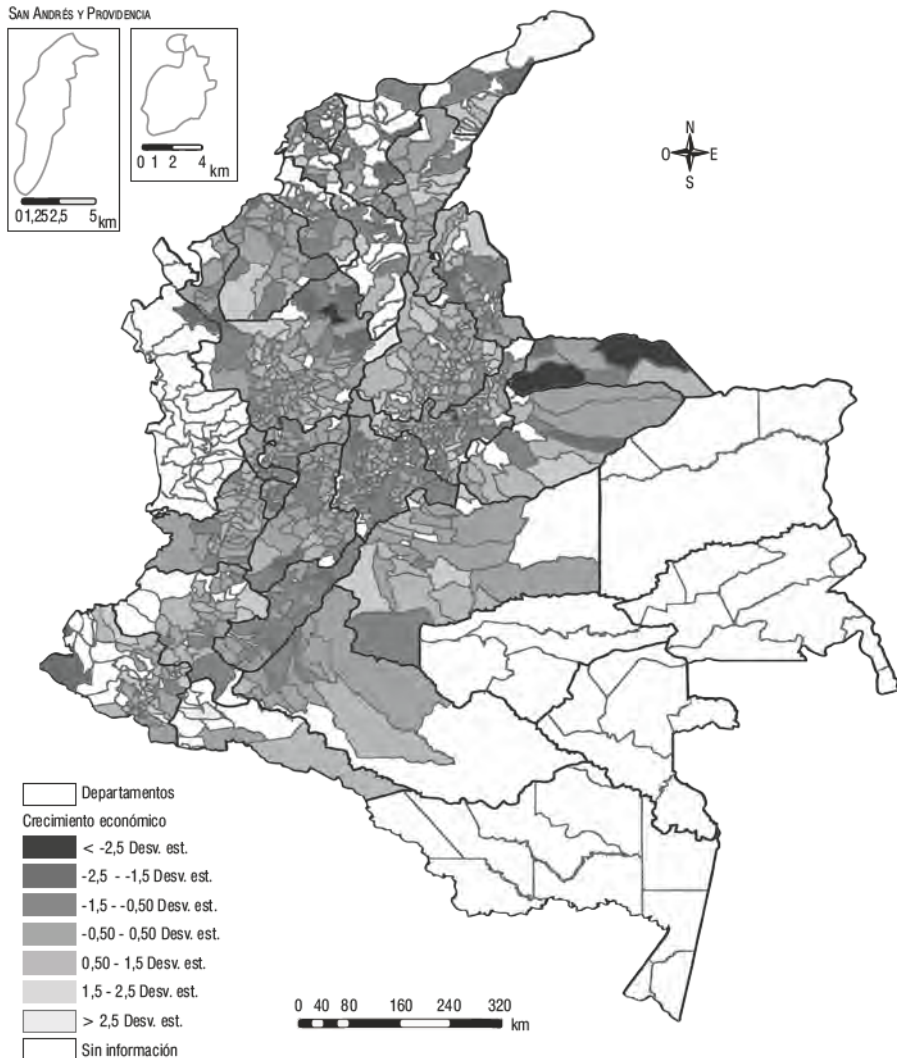 SAN ANDRÉS Y PROVIDENCIA
0 1,25 2,5 5 km
0 1 2 4 km
N
O E
S
Departamentos
Crecimiento económico
< -2,5 Desv. est.
-2,5 - -1,5 Desv. est.
-1,5 - -0,50 Desv. est.
-0,50 - 0,50 Desv. est.
0,50 - 1,5 Desv. est.
1,5 - 2,5 Desv. est.
> 2,5 Desv. est.
Sin información
0 40 80 160 240 320
km